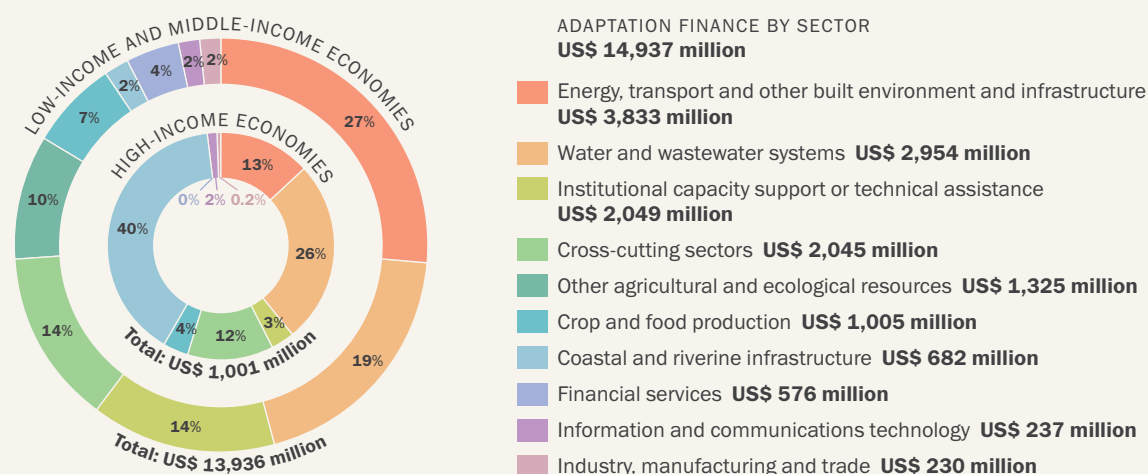 LOW-INCOME AND MIDDLE-INCOME ECONOMIES
27%
19%
14%
14%
10%
7%
2%
4%
2%
2%
Total: US$ 13,936 million
HIGH-INCOME ECONOMIES
13%
26%
3%
12%
4%
40%
0% 2% 0.2%
Total: US$ 1,001 million
ADAPTATION FINANCE BY SECTOR
US$ 14,937 million
Energy, transport and other built environment and infrastructure
US$ 3,833 million
Water and wastewater systems US$ 2,954 million
Institutional capacity support or technical assistance
US$ 2,049 million
Cross-cutting sectors US$ 2,045 million
Other agricultural and ecological resources US$ 1,325 million
Crop and food production US$ 1,005 million
Coastal and riverine infrastructure US$ 682 million
Financial services US$ 576 million
Information and communications technology US$ 237 million
Industry, manufacturing and trade US$ 230 million